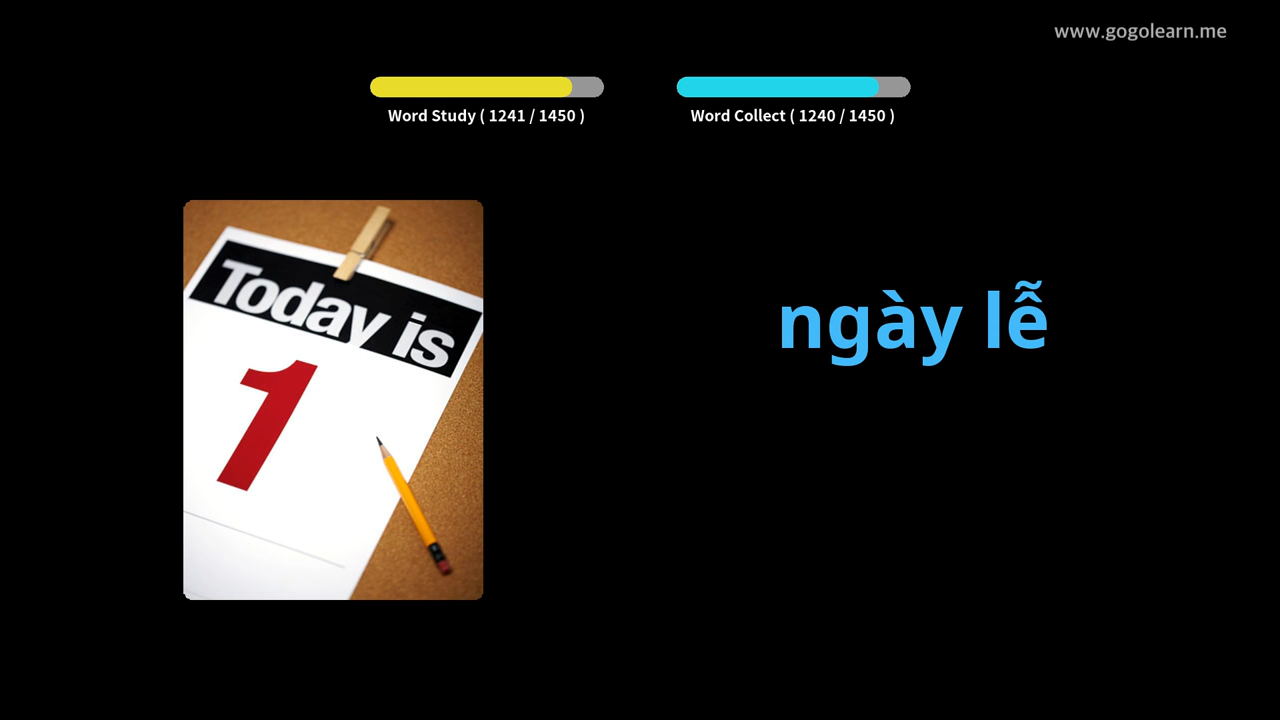 www.gogolearn.me
Word Study ( 1241 / 1450 )
Word Collect ( 1240 / 1450 )
Today is
1
ngày lễ